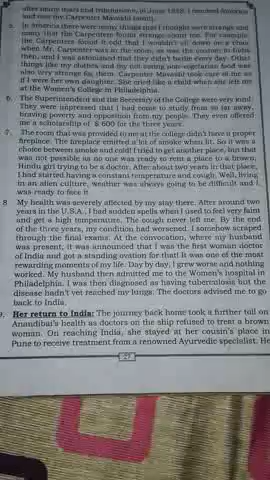 after many trials and tribulations, in June 1883, I reached America
and met my Carpenter Mavashi family.
5. In America there were many things that I thought were strange and
many that the Carpenters found strange about me. For example
the Carpenters found it odd that I wouldn't sit down on a chair
when Mr. Carpenter was in the room, as was the custom in India
then, and I was astonished that they didn't bathe every day. Other
things like my clothes and my not eating non-vegetarian food was
also very strange for them. Carpenter Mavashi took care of me as
if I were her own daughter. She cried like a child when she left me
at the Women's College in Philadelphia.
6. The Superintendent and the Secretary of the College were very kind.
They were impressed that I had come to study from so far away,
braving poverty and opposition from my people. They even offered
me a scholarship of $ 600 for the three years.
7. The room that was provided to me at the college didn't have a proper
fireplace. The fireplace emitted a lot of smoke when lit. So it was a
choice between smoke and cold! I tried to get another place, but that
was not possible as no one was ready to rent a place to a brown,
Hindu girl trying to be a doctor. After about two years in that place,
I had started having a constant temperature and cough. Well, living
in an alien culture, weather was always going to be difficult and I
was ready to face it.
8 My health was severely affected by my stay there. After around two
years in the U.S.A., I had sudden spells when I used to feel very faint
and get a high temperature. The cough never left me. By the end
of the three years, my condition had worsened. I somehow scraped
through the final exams. At the convocation, where my husband
was present, it was announced that I was the first woman doctor
of India and got a standing ovation for that! It was one of the most
rewarding moments of my life. Day by day, I grew worse and nothing
worked. My husband then admitted me to the Women's hospital in
Philadelphia. I was then diagnosed as having tuberculosis but the
disease hadn't yet reached my lungs. The doctors advised me to go
back to India.
9. Her return to India: The journey back home took a further toll on
Anandibai's health as doctors on the ship refused to treat a brown
woman. On reaching India, she stayed at her cousin's place in
Pune to receive treatment from a renowned Ayurvedic specialist. He
27